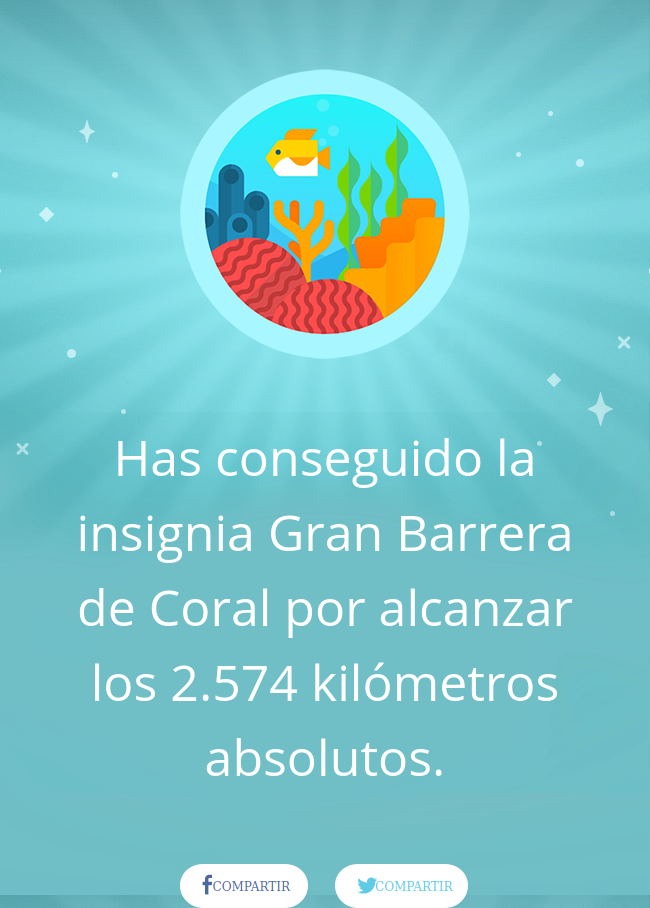 Has conseguido la
insignia Gran Barrera
de Coral por alcanzar
los 2.574 kilómetros
absolutos.
COMPARTIR COMPARTIR